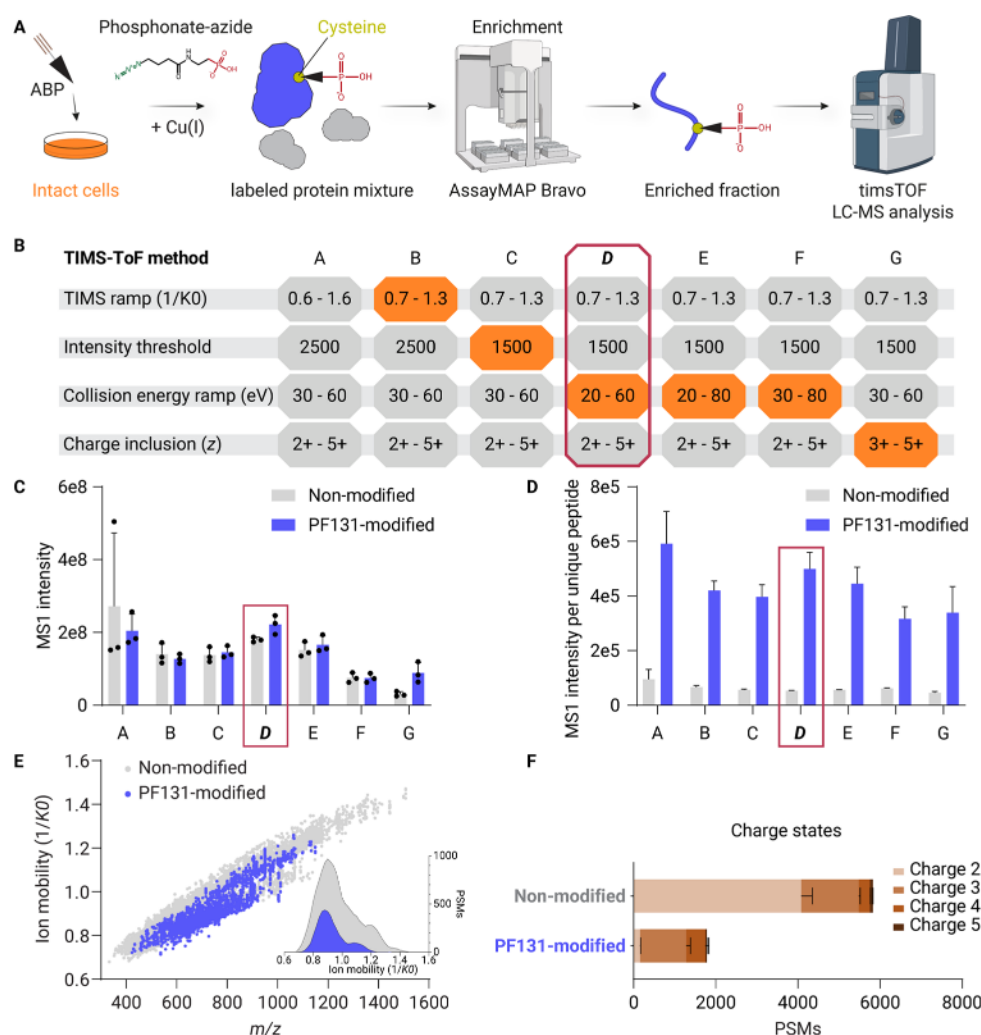 A
Phosphonate-azide
Cysteine
Enrichment
ABP
+ Cu(I)
N
H
O
O
P
OH
O
O
P
OH
O
O
P
OH
O
Intact cells
labeled protein mixture
AssayMAP Bravo
Enriched fraction
timsTOF
LC-MS analysis
B
TIMS-ToF method A B C D E F G
TIMS ramp (1/K0) 0.6 - 1.6 0.7 - 1.3 0.7 - 1.3 0.7 - 1.3 0.7 - 1.3 0.7 - 1.3 0.7 - 1.3
Intensity threshold 2500 2500 1500 1500 1500 1500 1500
Collision energy ramp (eV) 30 - 60 30 - 60 30 - 60 20 - 60 20 - 80 30 - 80 30 - 60
Charge inclusion (z) 2+ - 5+ 2+ - 5+ 2+ - 5+ 2+ - 5+ 2+ - 5+ 2+ - 5+ 3+ - 5+
C
MS1 intensity
6e8
4e8
2e8
0
Non-modified
PF131-modified
A B C D E F G
D
MS1 intensity per unique peptide
8e5
6e5
4e5
2e5
0
Non-modified
PF131-modified
A B C D E F G
E
Ion mobility (1/K0)
1.6
1.4
1.2
1.0
0.8
0.6
Non-modified
PF131-modified
1000
500
0
PSMs
0.6 0.8 1.0 1.2 1.4 1.6
Ion mobility (1/K0)
400 600 800 1000 1200 1400 1600
m/z
F
Charge states
Non-modified
PF131-modified
Charge 2
Charge 3
Charge 4
Charge 5
0 2000 4000 6000 8000
PSMs